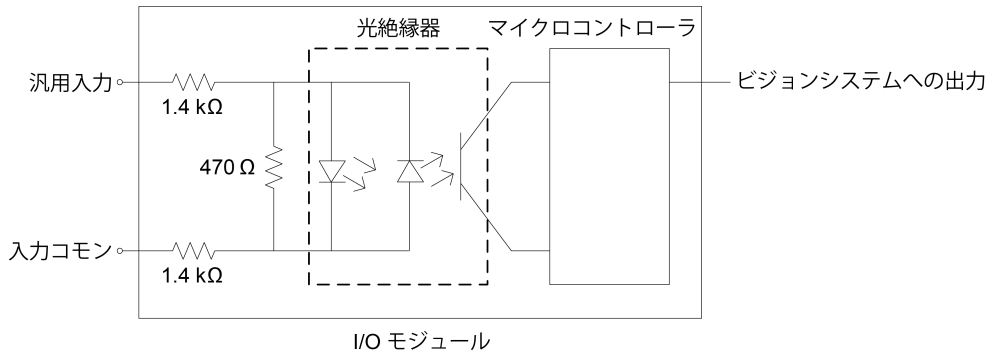 光絶縁器
マイクロコントローラ
汎用入力
1.4 kΩ
ビジョンシステムへの出力
470 Ω
入力コモン
1.4 kΩ
I/O モジュール